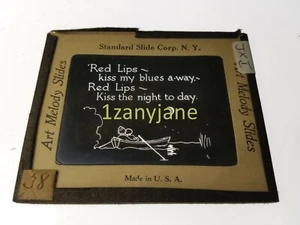 Standard Slide Corp. N. Y.
Art Melody Slides
'Red Lips ~
kiss my blues a-way,~
Red Lips ~
Kiss the night to day.
1zanyjane
Art Melody Slides
Made in U. S. A.
38